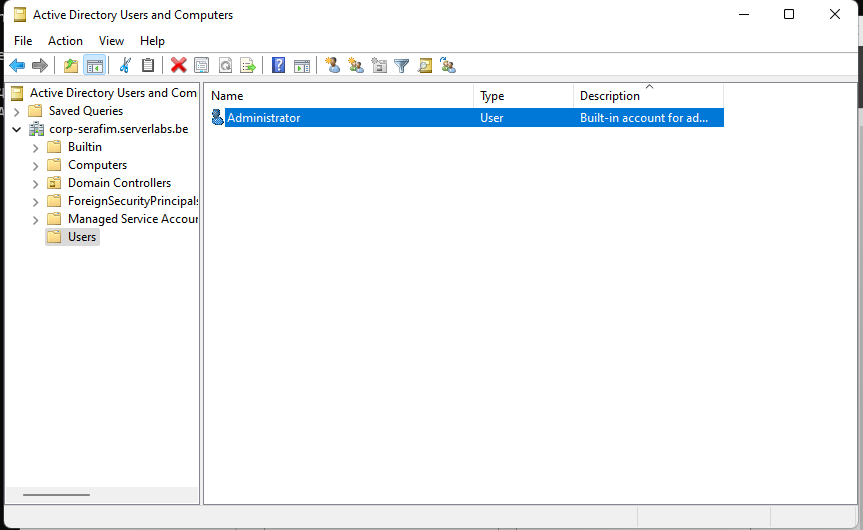 Active Directory Users and Computers
File Action View Help
Active Directory Users and Com
Saved Queries
corp-serafim.serverlabs.be
Builtin
Computers
Domain Controllers
ForeignSecurityPrincipals
Managed Service Accour
Users
Name Type Description
Administrator User Built-in account for ad...